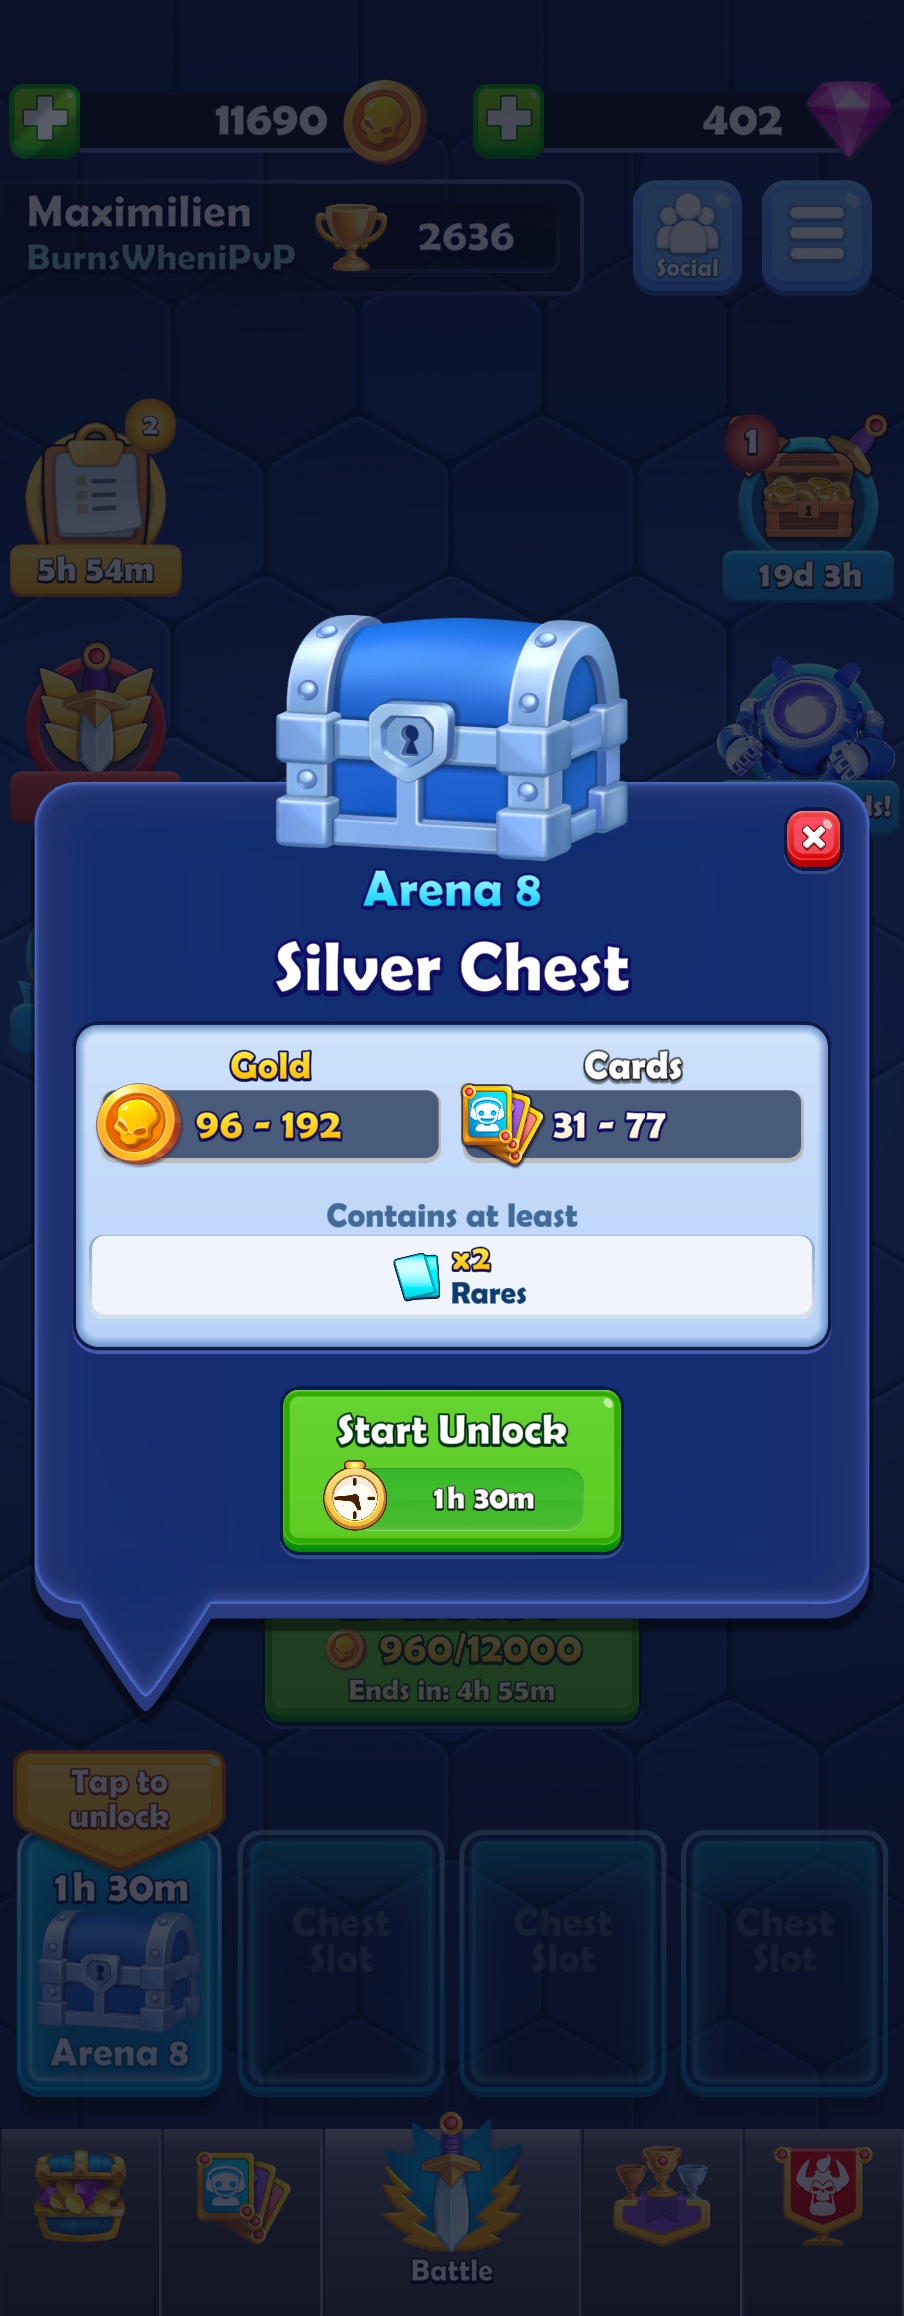 11690
402
Maximilien
BurnsWheniPvP
2636
Social
2
1
5h 54m
19d 3h
ds!
Arena 8
Silver Chest
Gold
Cards
96 - 192
31 - 77
Contains at least
x2
Rares
Start Unlock
1h 30m
960/12000
Ends in: 4h 55m
Tap to
unlock
1h 30m
Arena 8
Chest
Slot
Chest
Slot
Chest
Slot
Battle